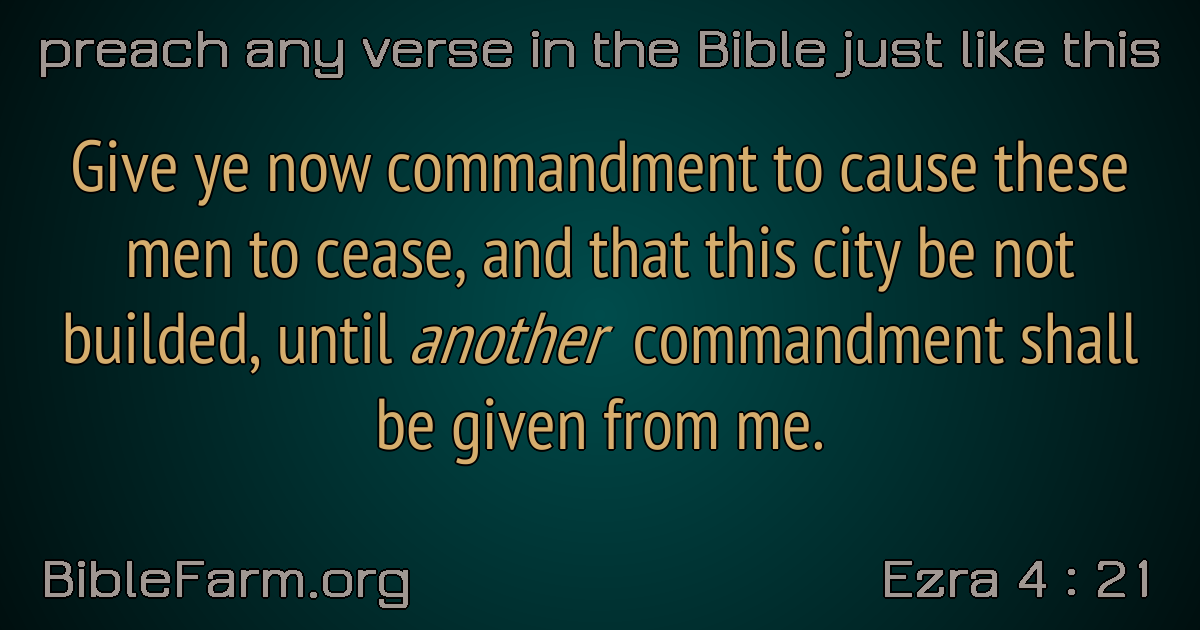 preach any verse in the Bible just like this
Give ye now commandment to cause these
men to cease, and that this city be not
builded, until another commandment shall
be given from me.
BibleFarm.org
Ezra 4 : 21